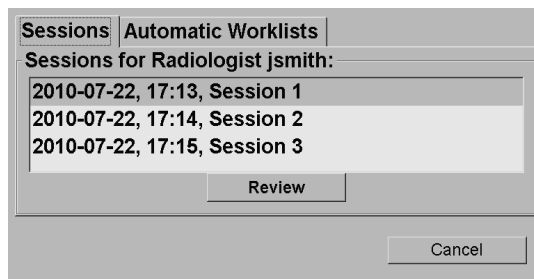 Sessions Automatic Worklists
Sessions for Radiologist jsmith:
2010-07-22, 17:13, Session 1
2010-07-22, 17:14, Session 2
2010-07-22, 17:15, Session 3
Review
Cancel